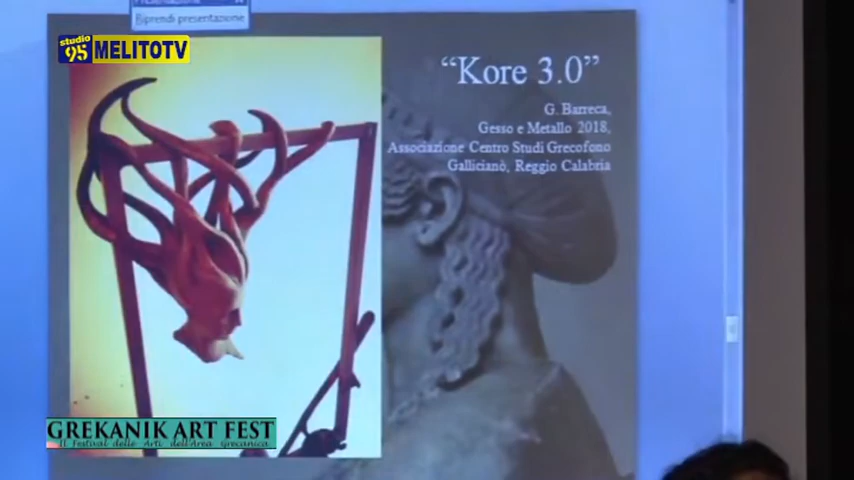 Presentazione
Riprendi presentazione
studio
95 MELITOTV
“Kore 3.0”
G. Barreca,
Gesso e Metallo 2018,
Associazione Centro Studi Grecofono
Gallicianò, Reggio Calabria
GREKANIK ART FEST
Il Festival delle Arti dell'Area Grecanica